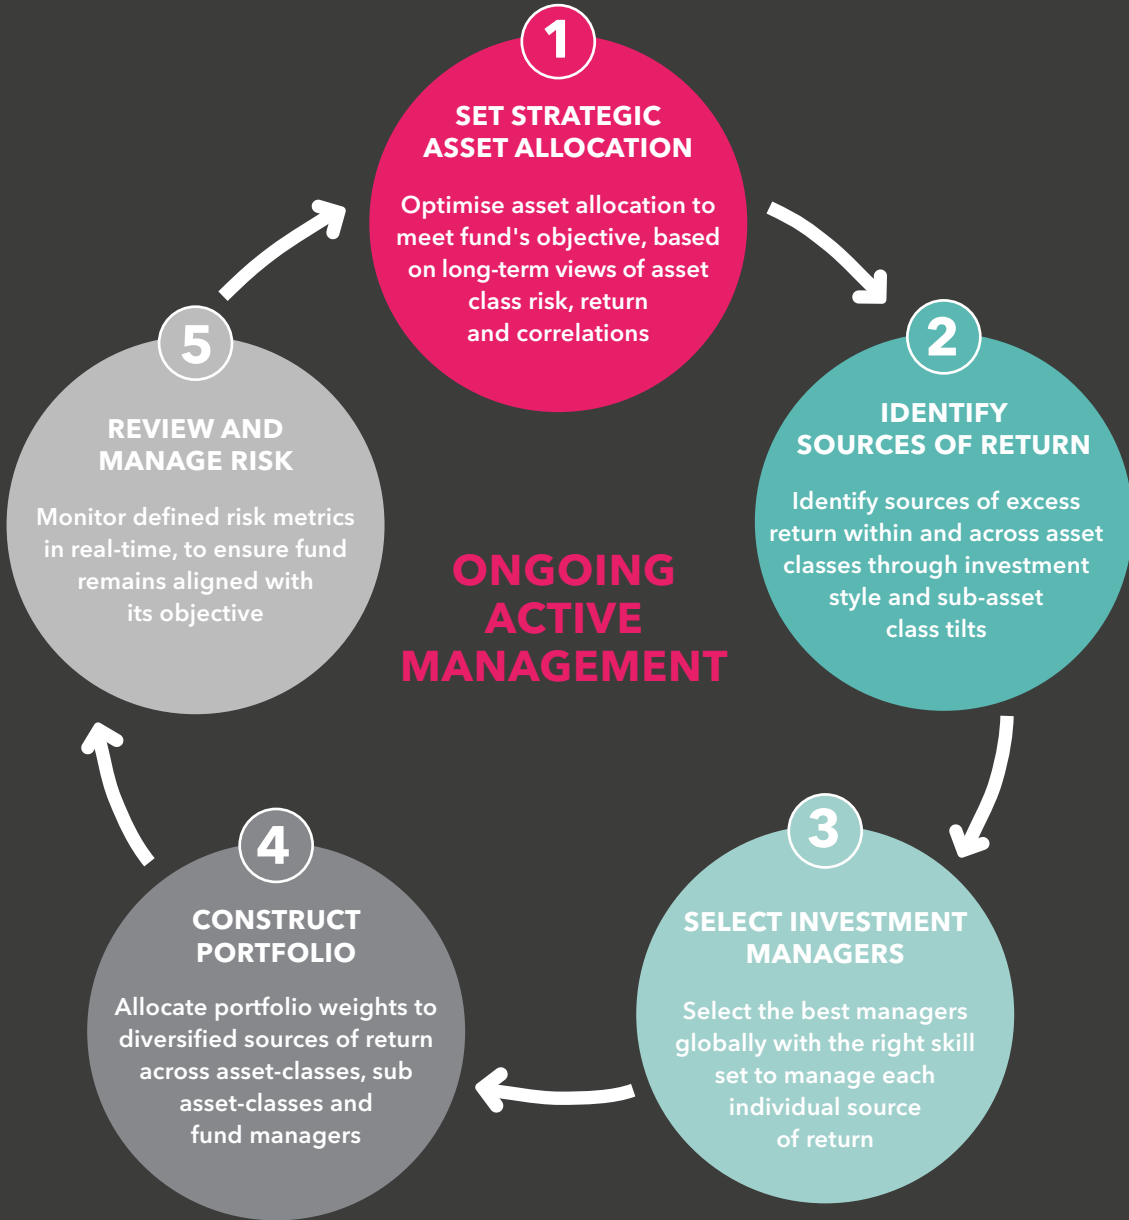 1
SET STRATEGIC
ASSET ALLOCATION
Optimise asset allocation to
meet fund's objective, based
on long-term views of asset
class risk, return
and correlations
2
IDENTIFY
SOURCES OF RETURN
Identify sources of excess
return within and across asset
classes through investment
style and sub-asset
class tilts
3
SELECT INVESTMENT
MANAGERS
Select the best managers
globally with the right skill
set to manage each
individual source
of return
4
CONSTRUCT
PORTFOLIO
Allocate portfolio weights to
diversified sources of return
across asset-classes, sub
asset-classes and
fund managers
5
REVIEW AND
MANAGE RISK
Monitor defined risk metrics
in real-time, to ensure fund
remains aligned with
its objective
ONGOING
ACTIVE
MANAGEMENT